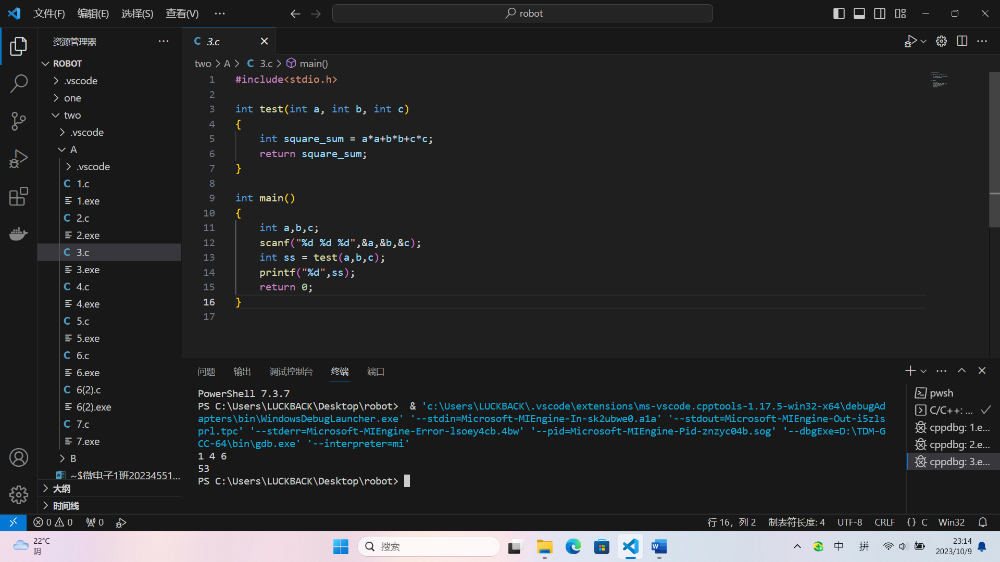 文件(F) 编辑(E) 选择(S) 查看(V) ··· robot
资源管理器 ···
ROBOT
.vscode
one
two
.vscode
A
.vscode
C 1.c
1.exe
C 2.c
2.exe
C 3.c
3.exe
C 4.c
4.exe
C 5.c
5.exe
C 6.c
6.exe
C 6(2).c
6(2).exe
C 7.c
7.exe
B
~$微电子1班20234551...
大纲
时间线
C 3.c
two > A > C 3.c > main()
1 #include<stdio.h>
2
3 int test(int a, int b, int c)
4 {
5 int square_sum = a*a+b*b+c*c;
6 return square_sum;
7 }
8
9 int main()
10 {
11 int a,b,c;
12 scanf("%d %d %d",&a,&b,&c);
13 int ss = test(a,b,c);
14 printf("%d",ss);
15 return 0;
16 }
17
问题 输出 调试控制台 终端 端口
PowerShell 7.3.7
PS C:\Users\LUCKBACK\Desktop\robot>  & 'c:\Users\LUCKBACK\.vscode\extensions\ms-vscode.cpptools-1.17.5-win32-x64\debugAd
apters\bin\WindowsDebugLauncher.exe' '--stdin=Microsoft-MIEngine-In-sk2ubwe0.a1a' '--stdout=Microsoft-MIEngine-Out-i5zls
prl.tpc' '--stderr=Microsoft-MIEngine-Error-lsoey4cb.4bw' '--pid=Microsoft-MIEngine-Pid-znzyc04b.sog' '--dbgExe=D:\TDM-G
CC-64\bin\gdb.exe' '--interpreter=mi'
1 4 6
53
PS C:\Users\LUCKBACK\Desktop\robot>
pwsh
C/C++: ...
cppdbg: 1.e...
cppdbg: 2.e...
cppdbg: 3.e...
0 0 0 行 16，列 2 制表符长度: 4 UTF-8 CRLF {} C Win32
22°C
阴
搜索
W
中 拼
23:14
2023/10/9